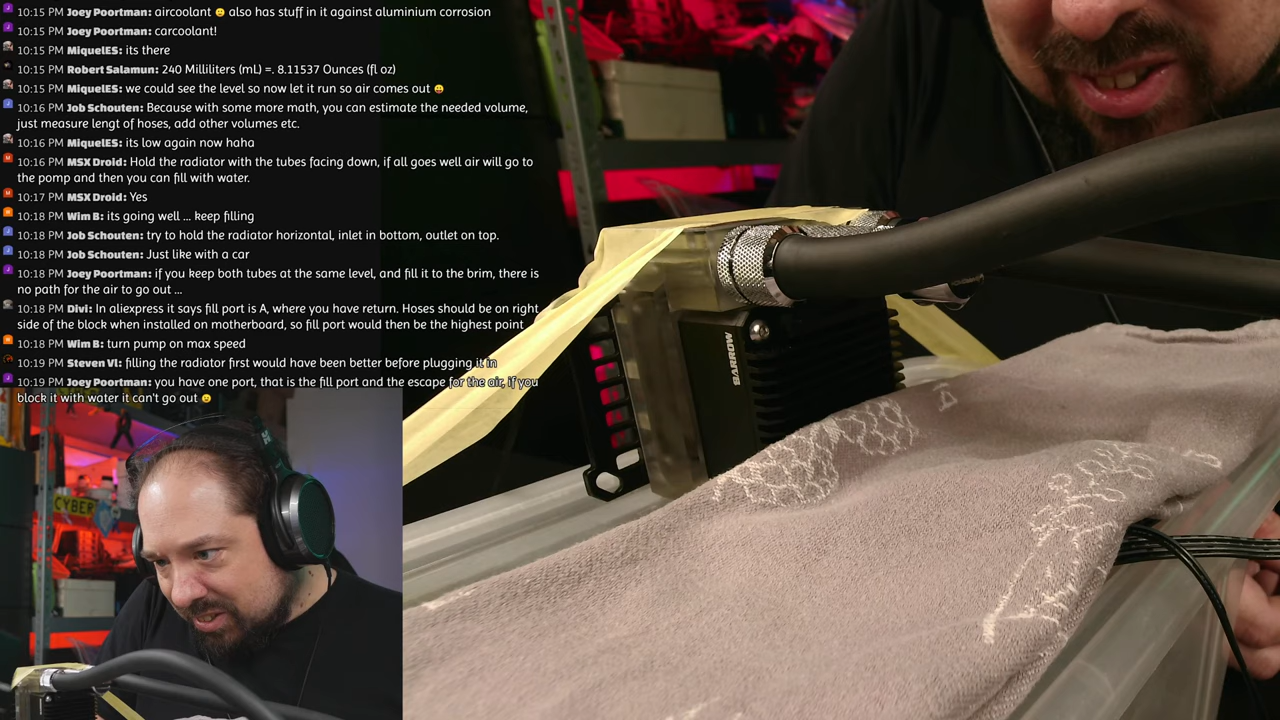 10:15 PM Joey Poortman: aircoolant 🙂 also has stuff in it against aluminium corrosion
10:15 PM Joey Poortman: carcoolant!
10:15 PM MiquelES: its there
10:15 PM Robert Salamun: 240 Milliliters (mL) =. 8.11537 Ounces (fl oz)
10:15 PM MiquelES: we could see the level so now let it run so air comes out 😛
10:16 PM Job Schouten: Because with some more math, you can estimate the needed volume,
just measure lengt of hoses, add other volumes etc.
10:16 PM MiquelES: its low again now haha
10:16 PM MSX Droid: Hold the radiator with the tubes facing down, if all goes well air will go to
the pomp and then you can fill with water.
10:17 PM MSX Droid: Yes
10:18 PM Wim B: its going well ... keep filling
10:18 PM Job Schouten: try to hold the radiator horizontal, inlet in bottom, outlet on top.
10:18 PM Job Schouten: Just like with a car
10:18 PM Joey Poortman: if you keep both tubes at the same level, and fill it to the brim, there is
no path for the air to go out ...
10:18 PM Divi: In aliexpress it says fill port is A, where you have return. Hoses should be on right
side of the block when installed on motherboard, so fill port would then be the highest point
10:18 PM Wim B: turn pump on max speed
10:19 PM Steven Vl: filling the radiator first would have been better before plugging it in
10:19 PM Joey Poortman: you have one port, that is the fill port and the escape for the air, if you
block it with water it can't go out 🙂
BARROW
CYBER